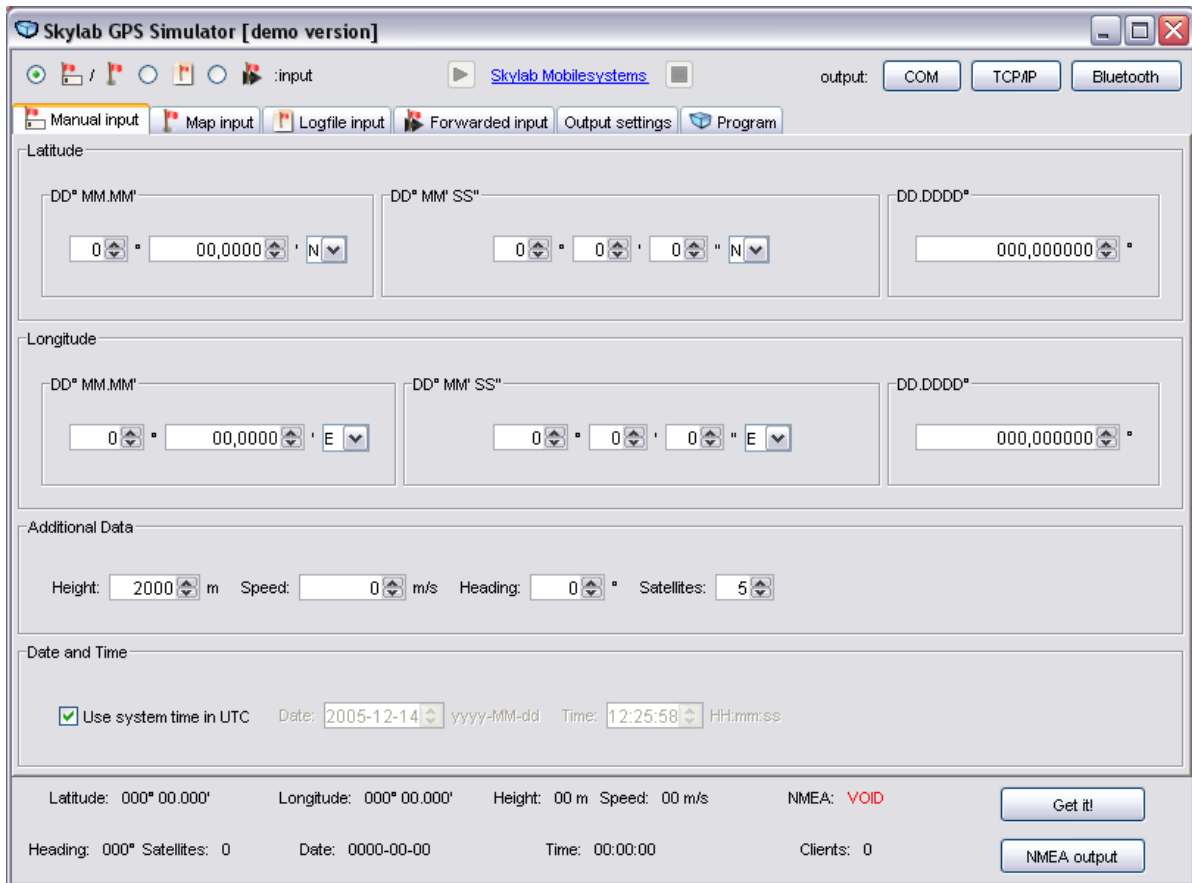 Skylab GPS Simulator [demo version]
/ :input Skylab Mobilesystems output: COM TCP/IP Bluetooth
Manual input Map input Logfile input Forwarded input Output settings Program
Latitude
DD° MM.MM' DD° MM' SS" DD.DDDD°
0 ° 00,0000 ' N 0 ° 0 ' 0 " N 000,000000 °
Longitude
DD° MM.MM' DD° MM' SS" DD.DDDD°
0 ° 00,0000 ' E 0 ° 0 ' 0 " E 000,000000 °
Additional Data
Height: 2000 m Speed: 0 m/s Heading: 0 ° Satellites: 5
Date and Time
Use system time in UTC Date: 2005-12-14 yyyy-MM-dd Time: 12:25:58 HH:mm:ss
Latitude: 000° 00.000' Longitude: 000° 00.000' Height: 00 m Speed: 00 m/s NMEA: VOID Get it!
Heading: 000° Satellites: 0 Date: 0000-00-00 Time: 00:00:00 Clients: 0 NMEA output